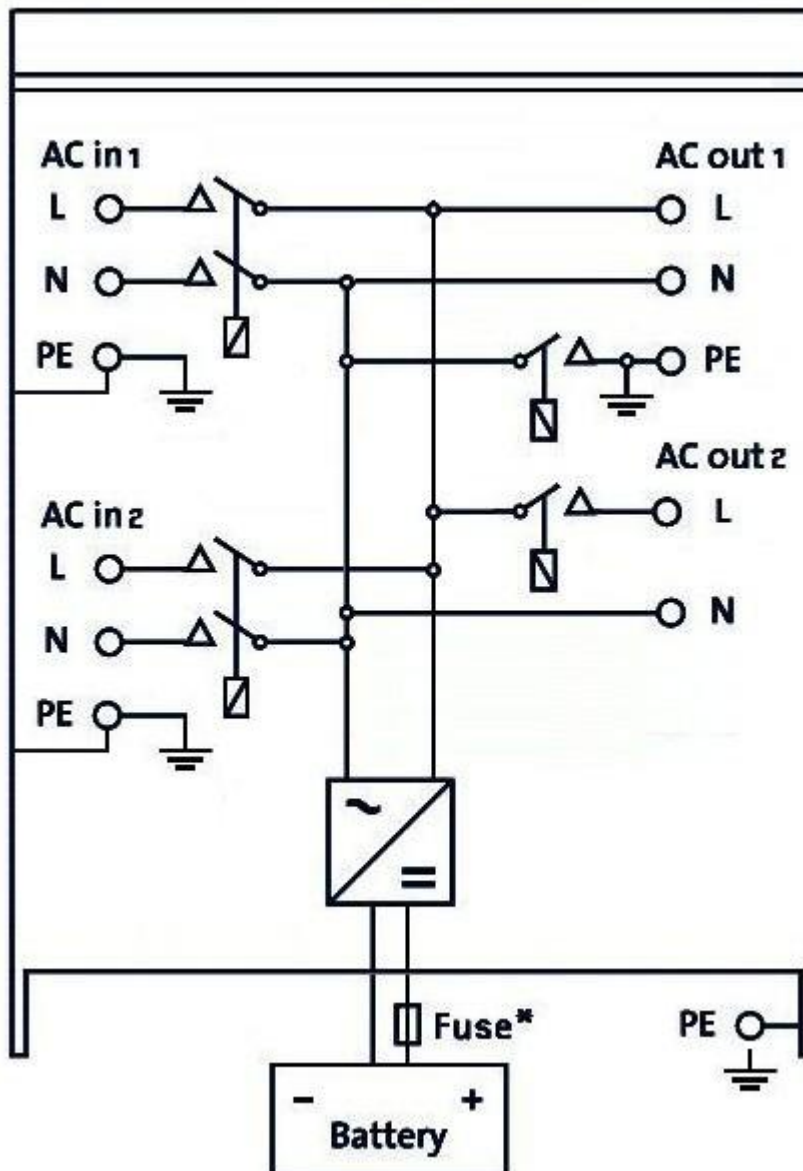 AC in 1
L
N
PE
AC out 1
L
N
PE
AC in 2
L
N
PE
AC out 2
L
N
Fuse*
PE
- +
Battery